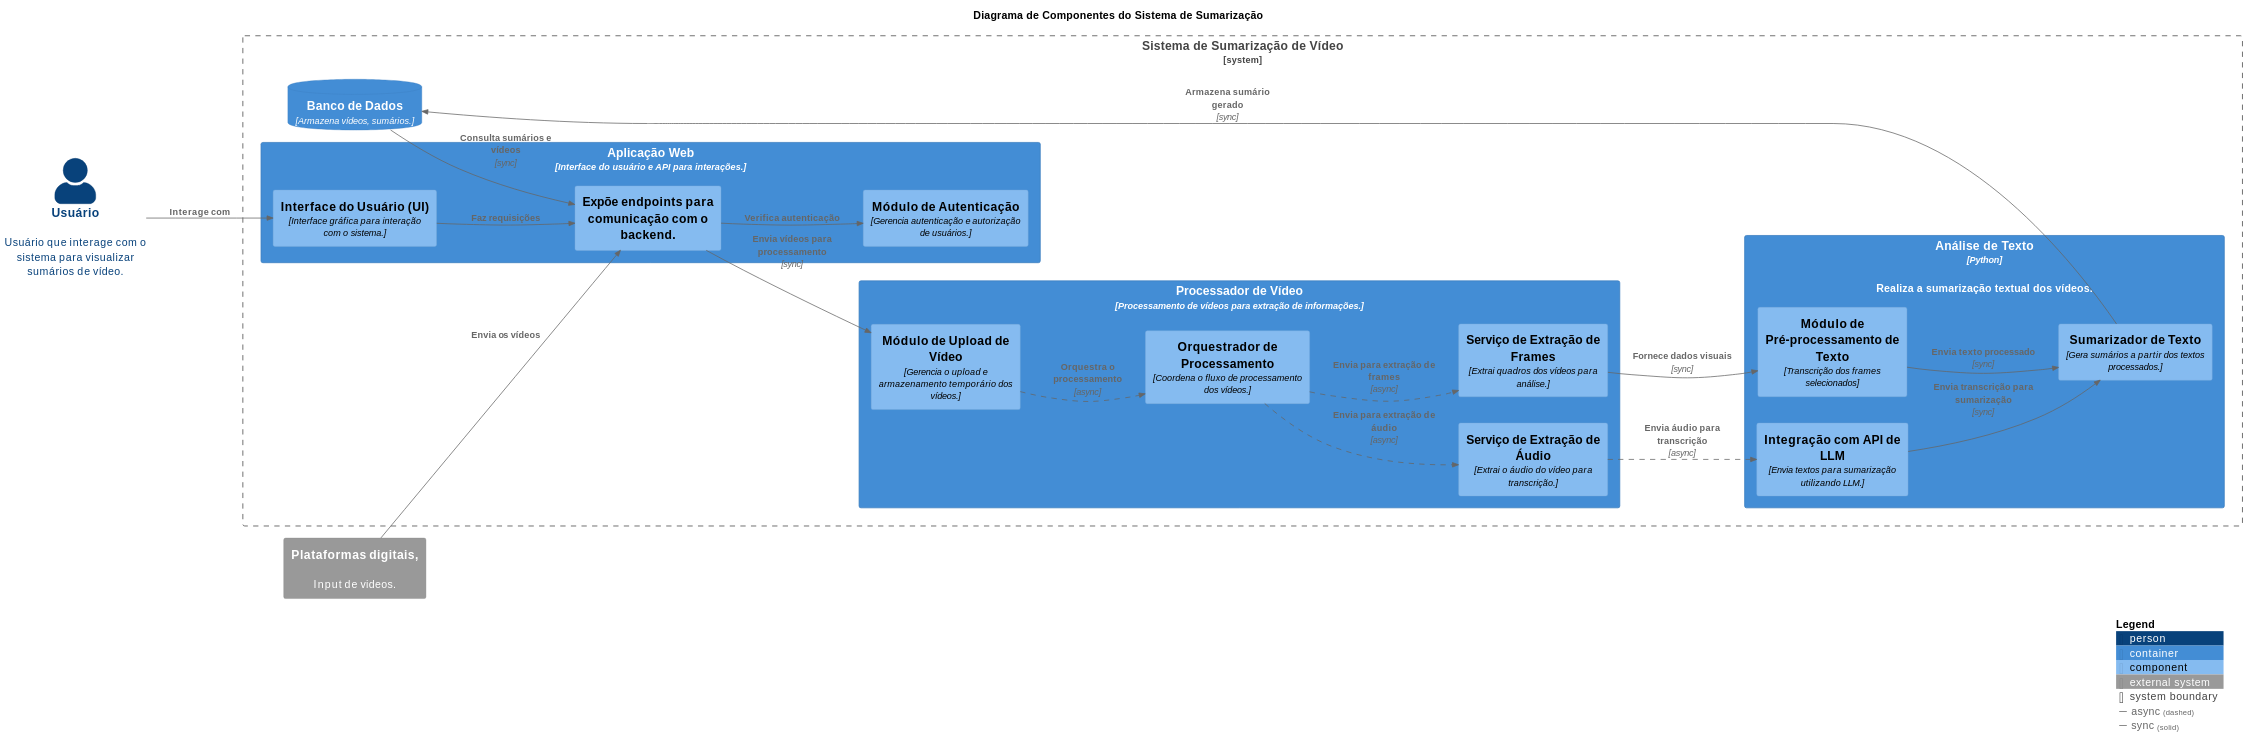 Diagrama de Componentes do Sistema de Sumarização
Sistema de Sumarização de Vídeo
[system]
Banco de Dados
[Armazena vídeos, sumários.]
Armazena sumário
gerado
[sync]
Consulta sumários e
vídeos
[sync]
Aplicação Web
[Interface do usuário e API para interações.]
Usuário
Usuário que interage com o
sistema para visualizar
sumários de vídeo.
Interage com
Interface do Usuário (UI)
[Interface gráfica para interação
com o sistema.]
Faz requisições
Expõe endpoints para
comunicação com o
backend.
Verifica autenticação
Módulo de Autenticação
[Gerencia autenticação e autorização
de usuários.]
Envia vídeos para
processamento
[sync]
Envia os vídeos
Processador de Vídeo
[Processamento de vídeos para extração de informações.]
Módulo de Upload de
Vídeo
[Gerencia o upload e
armazenamento temporário dos
vídeos.]
Orquestra o
processamento
[async]
Orquestrador de
Processamento
[Coordena o fluxo de processamento
dos vídeos.]
Envia para extração de
frames
[async]
Envia para extração de
áudio
[async]
Serviço de Extração de
Frames
[Extrai quadros dos vídeos para
análise.]
Serviço de Extração de
Áudio
[Extrai o áudio do vídeo para
transcrição.]
Fornece dados visuais
[sync]
Envia áudio para
transcrição
[async]
Análise de Texto
[Python]
Realiza a sumarização textual dos vídeos.
Módulo de
Pré-processamento de
Texto
[Transcrição dos frames
selecionados]
Envia texto processado
[sync]
Envia transcrição para
sumarização
[sync]
Sumarizador de Texto
[Gera sumários a partir dos textos
processados.]
Integração com API de
LLM
[Envia textos para sumarização
utilizando LLM.]
Plataformas digitais,
Input de videos.
Legend
person
container
component
external system
system boundary
async (dashed)
sync (solid)